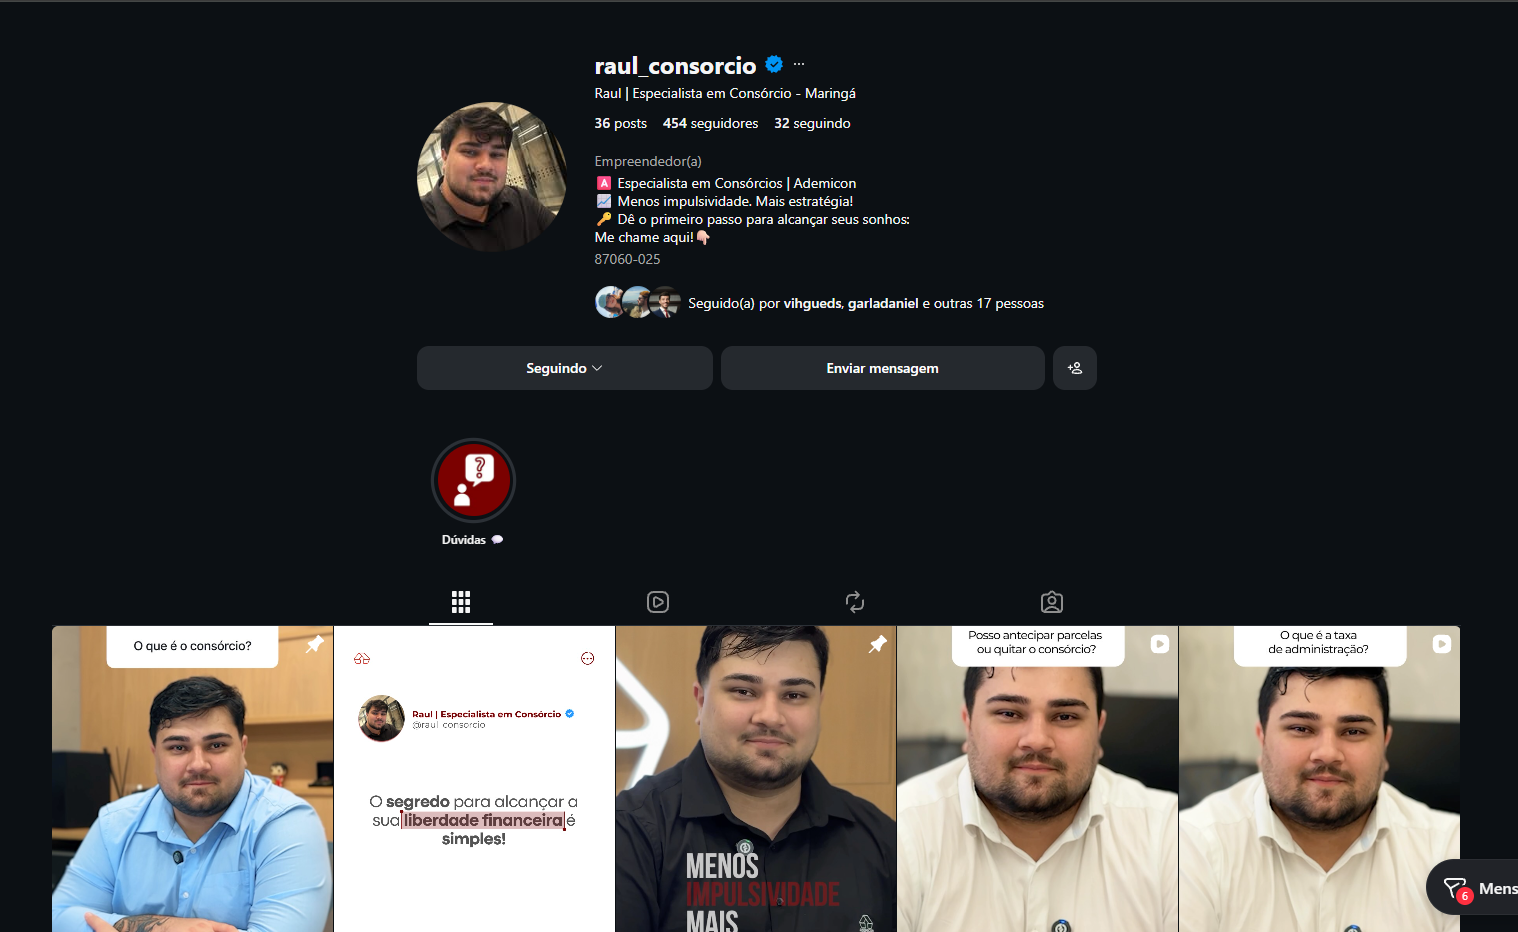 raul_consorcio
Raul | Especialista em Consórcio - Maringá
36 posts 454 seguidores 32 seguindo
Empreendedor(a)
🅰️ Especialista em Consórcios | Ademicon
📈 Menos impulsividade. Mais estratégia!
🔑 Dê o primeiro passo para alcançar seus sonhos:
Me chame aqui!👇🏻
87060-025
Seguido(a) por vihgueds, garladaniel e outras 17 pessoas
Seguindo
Enviar mensagem
Dúvidas 💬
O que é o consórcio?
Raul | Especialista em Consórcio
@raul_consorcio
O segredo para alcançar a
sua liberdade financeira é
simples!
MENOS
IMPULSIVIDADE
MAIS
Posso antecipar parcelas
ou quitar o consórcio?
O que é a taxa
de administração?
6
Mens